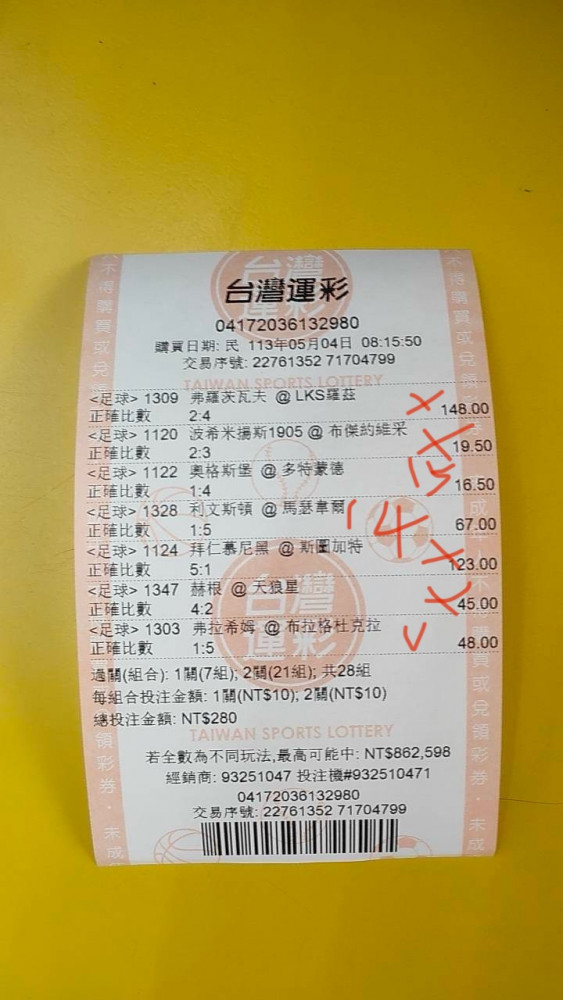 台灣運彩
04172036132980
購買日期: 民 113年05月04日 08:15:50
交易序號: 22761352 71704799
TAIWAN SPORTS LOTTERY
<足球> 1309 弗羅茨瓦夫 @ LKS羅茲
正確比數 2:4 148.00
<足球> 1120 波希米揚斯1905 @ 布傑約維采
正確比數 2:3 19.50
<足球> 1122 奧格斯堡 @ 多特蒙德
正確比數 1:4 16.50
<足球> 1328 利文斯頓 @ 馬瑟韋爾
正確比數 1:5 67.00
<足球> 1124 拜仁慕尼黑 @ 斯圖加特
正確比數 5:1 123.00
<足球> 1347 赫根 @ 天狼星
正確比數 4:2 45.00
<足球> 1303 弗拉希姆 @ 布拉格杜克拉
正確比數 1:5 48.00
過關(組合): 1關(7組); 2關(21組); 共28組
每組合投注金額: 1關(NT$10); 2關(NT$10)
總投注金額: NT$280
TAIWAN SPORTS LOTTERY
若全數為不同玩法,最高可能中: NT$862,598
經銷商: 93251047 投注機#932510471
04172036132980
交易序號: 22761352 71704799